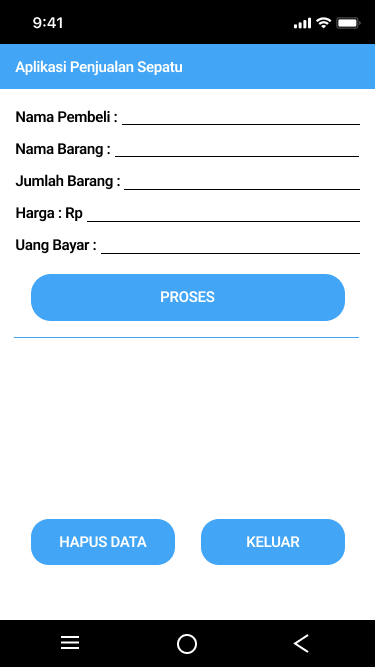 9:41
Aplikasi Penjualan Sepatu
Nama Pembeli :
Nama Barang :
Jumlah Barang :
Harga : Rp
Uang Bayar :
PROSES
HAPUS DATA KELUAR